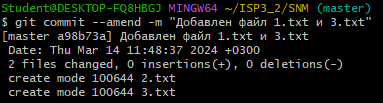 Student@DESKTOP-FQ8HBGJ MINGW64 ~/ISP3_2/SNM (master)
$ git commit --amend -m "Добавлен файл 1.txt и 3.txt"
[master a98b73a] Добавлен файл 1.txt и 3.txt
 Date: Thu Mar 14 11:48:37 2024 +0300
 2 files changed, 0 insertions(+), 0 deletions(-)
 create mode 100644 2.txt
 create mode 100644 3.txt